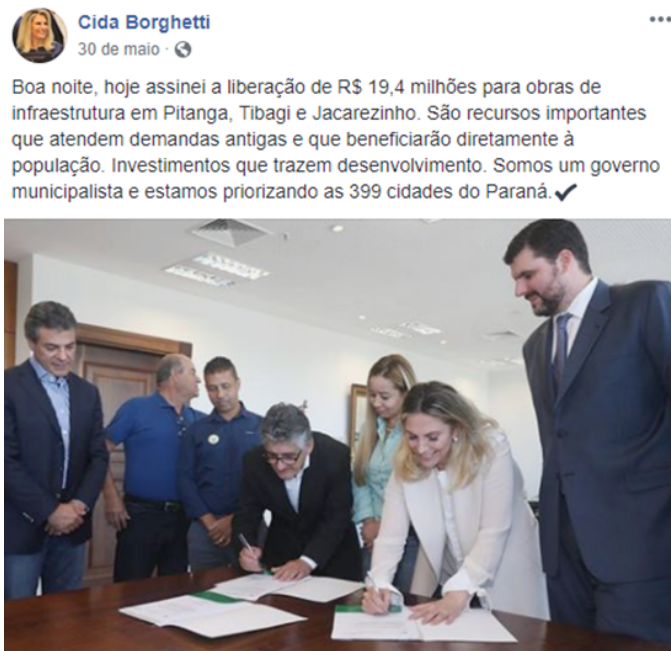 Cida Borghetti
30 de maio ·
Boa noite, hoje assinei a liberação de R$ 19,4 milhões para obras de
infraestrutura em Pitanga, Tibagi e Jacarezinho. São recursos importantes
que atendem demandas antigas e que beneficiarão diretamente à
população. Investimentos que trazem desenvolvimento. Somos um governo
municipalista e estamos priorizando as 399 cidades do Paraná.✔